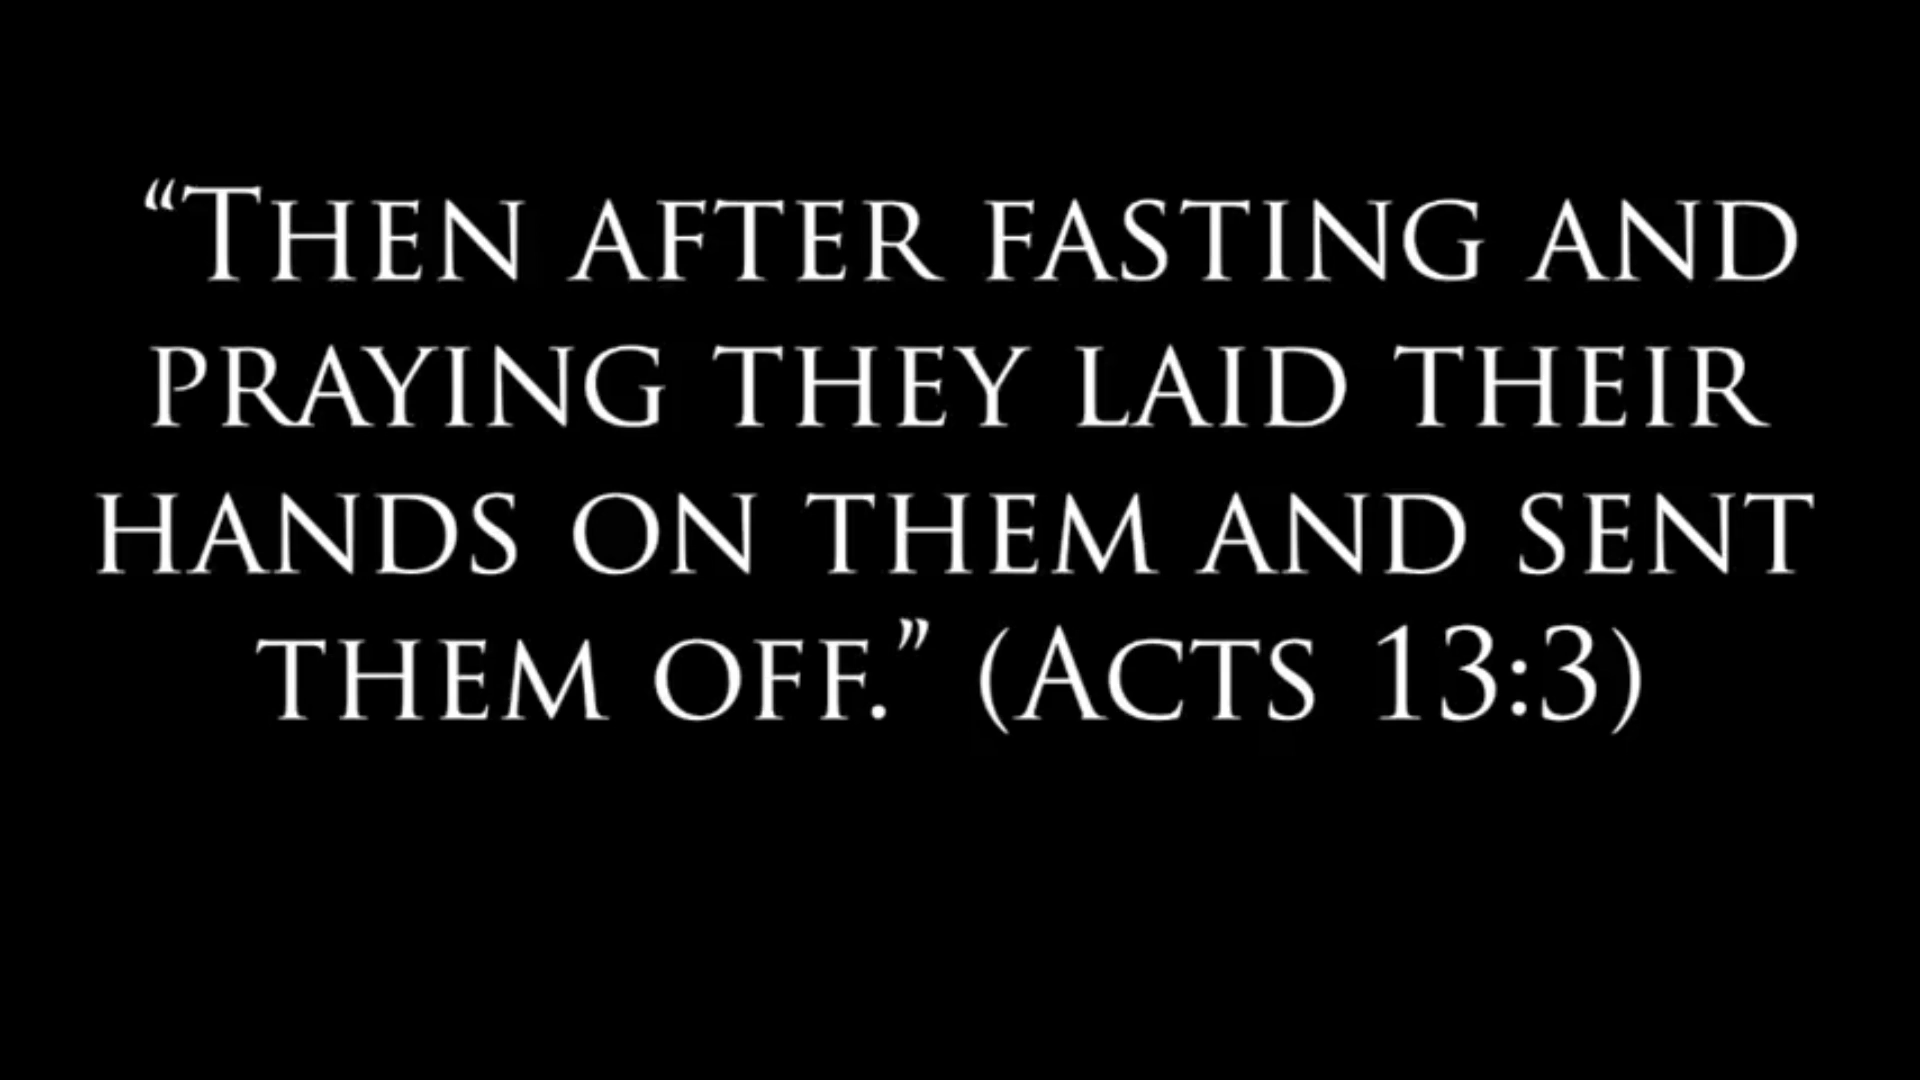 “Then after fasting and
praying they laid their
hands on them and sent
them off.” (Acts 13:3)